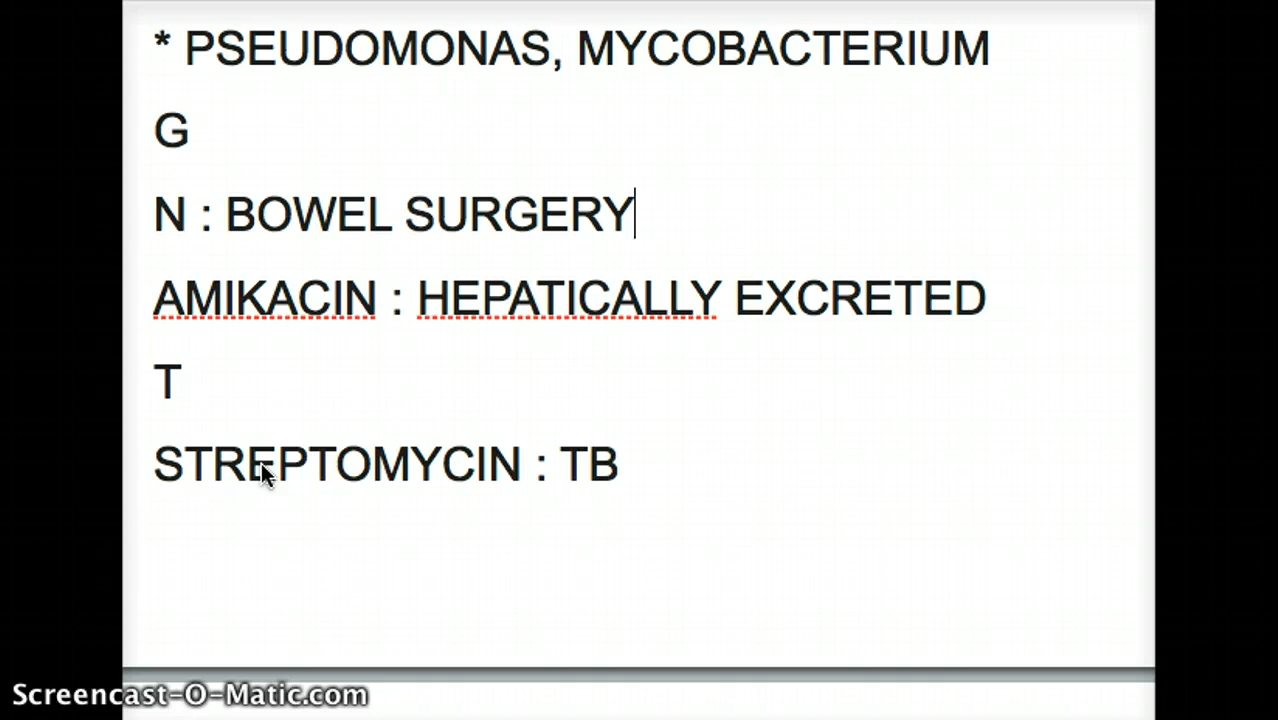 * PSEUDOMONAS, MYCOBACTERIUM
G
N : BOWEL SURGERY
AMIKACIN : HEPATICALLY EXCRETED
T
STREPTOMYCIN : TB
Screencast-O-Matic.com